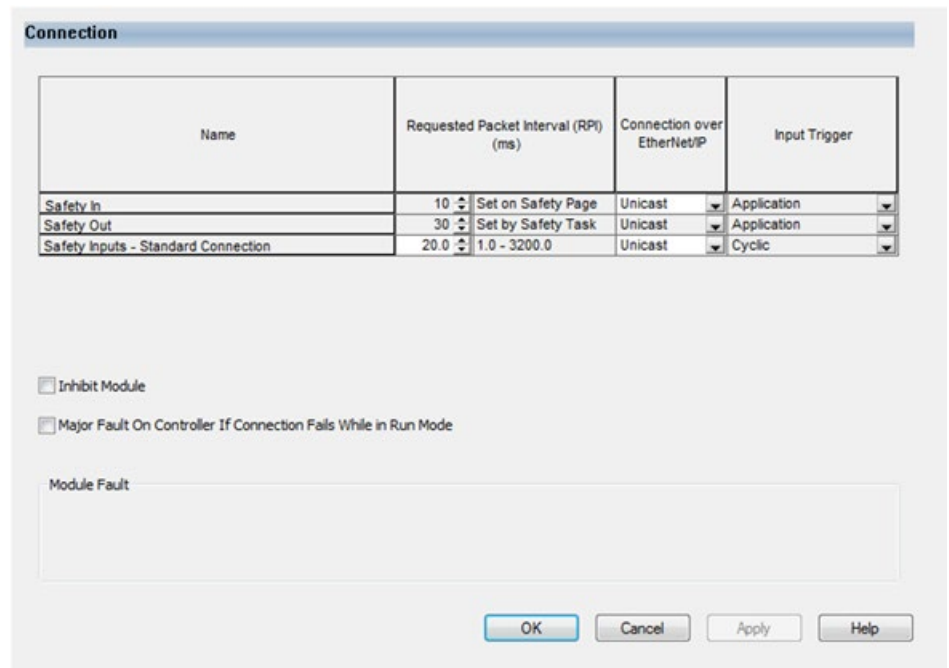 Connection
Name
Requested Packet Interval (RPI)
(ms)
Connection over
EtherNet/IP
Input Trigger
Safety In 10 Set on Safety Page Unicast Application
Safety Out 30 Set by Safety Task Unicast Application
Safety Inputs - Standard Connection 20.0 1.0 - 3200.0 Unicast Cyclic
Inhibit Module
Major Fault On Controller If Connection Fails While in Run Mode
Module Fault
OK Cancel Apply Help